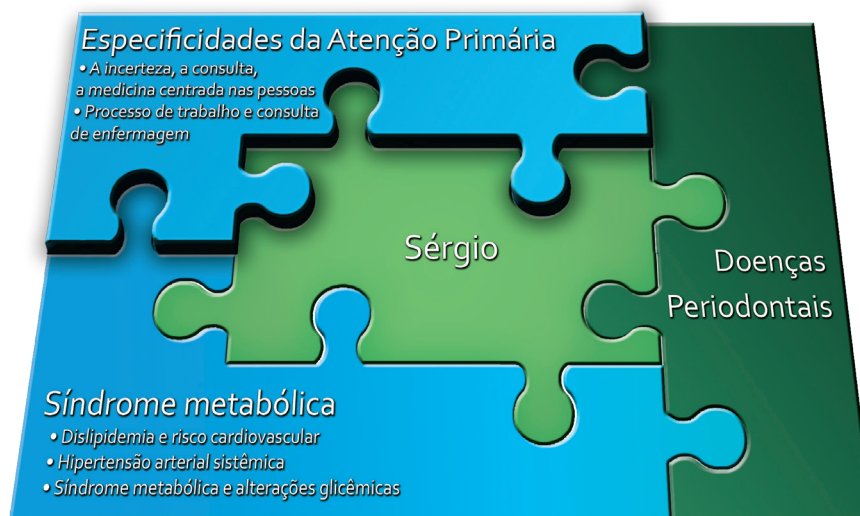 Especificidades da Atenção Primária
• A incerteza, a consulta,
a medicina centrada nas pessoas
• Processo de trabalho e consulta
de enfermagem
Sérgio
Doenças
Periodontais
Síndrome metabólica
• Dislipidemia e risco cardiovascular
• Hipertensão arterial sistêmica
• Síndrome metabólica e alterações glicêmicas